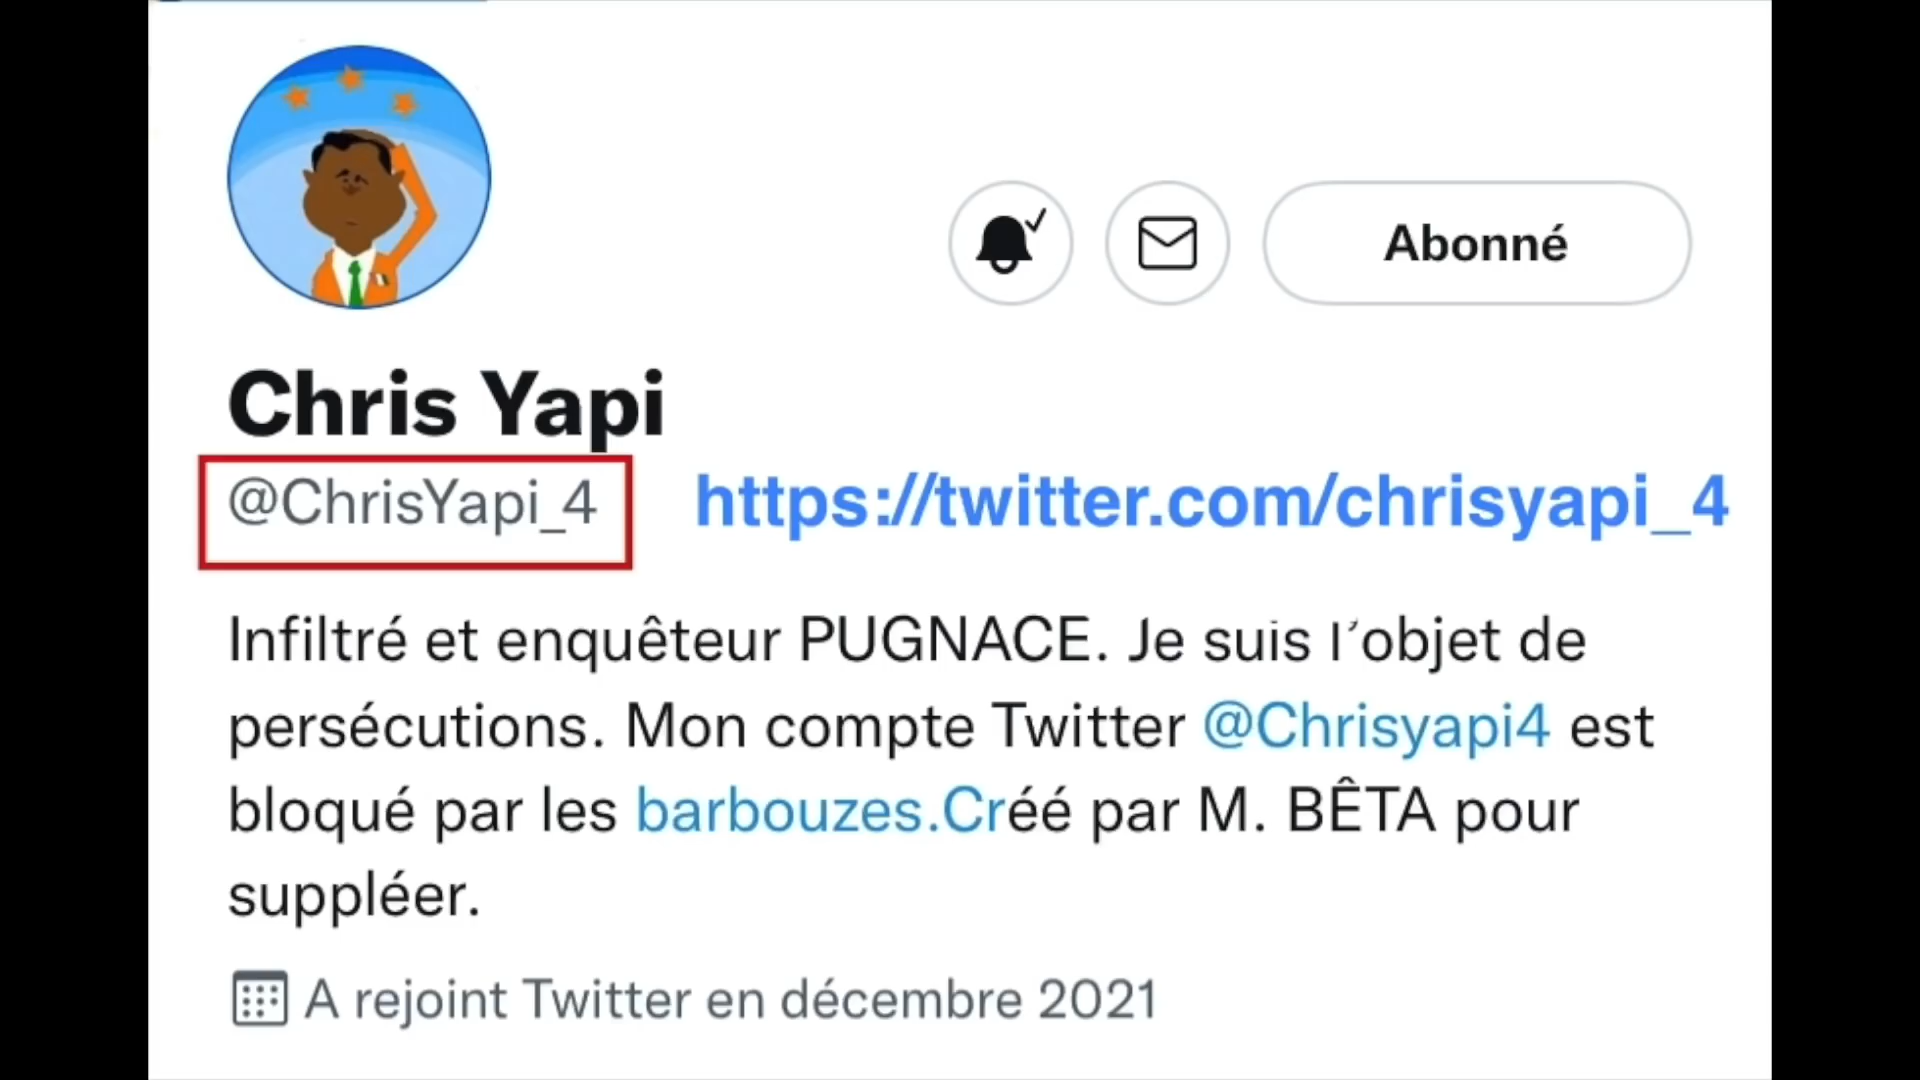 Abonné
Chris Yapi
@ChrisYapi_4 https://twitter.com/chrisyapi_4
Infiltré et enquêteur PUGNACE. Je suis l’objet de
persécutions. Mon compte Twitter @Chrisyapi4 est
bloqué par les barbouzes.Créé par M. BÊTA pour
suppléer.
A rejoint Twitter en décembre 2021